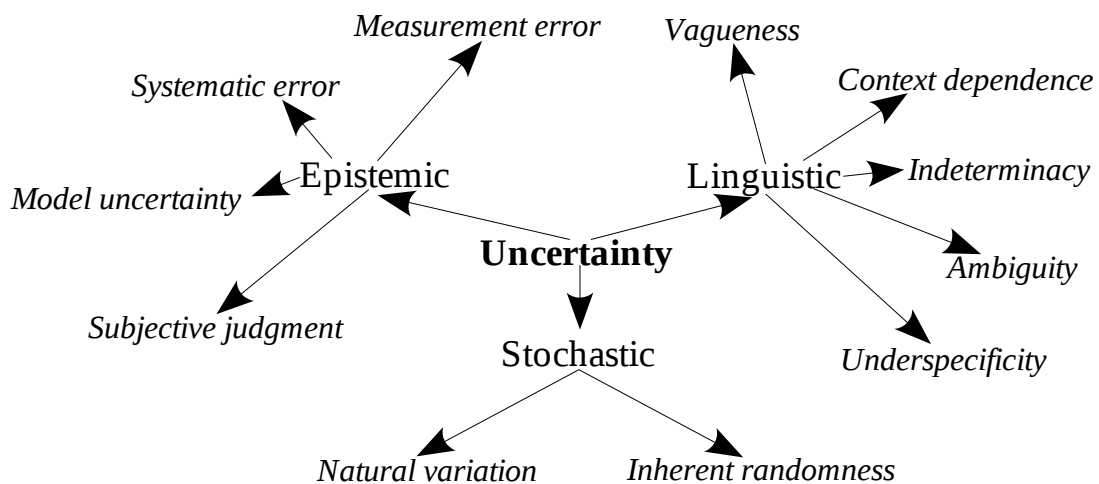 Measurement error
Vagueness
Systematic error
Context dependence
Epistemic
Linguistic
Indeterminacy
Model uncertainty
Uncertainty
Ambiguity
Subjective judgment
Stochastic
Underspecificity
Natural variation
Inherent randomness